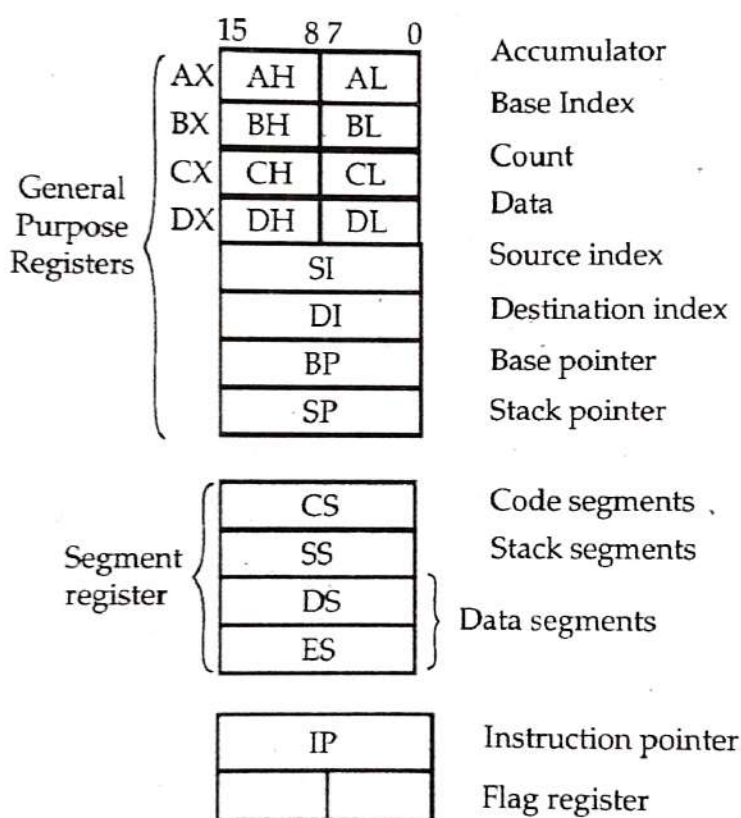 15 8 7 0
AX AH AL Accumulator
BX BH BL Base Index
CX CH CL Count
DX DH DL Data
General Purpose Registers
SI Source index
DI Destination index
BP Base pointer
SP Stack pointer
CS Code segments
SS Stack segments
Segment register
DS
Data segments
ES
IP Instruction pointer
Flag register